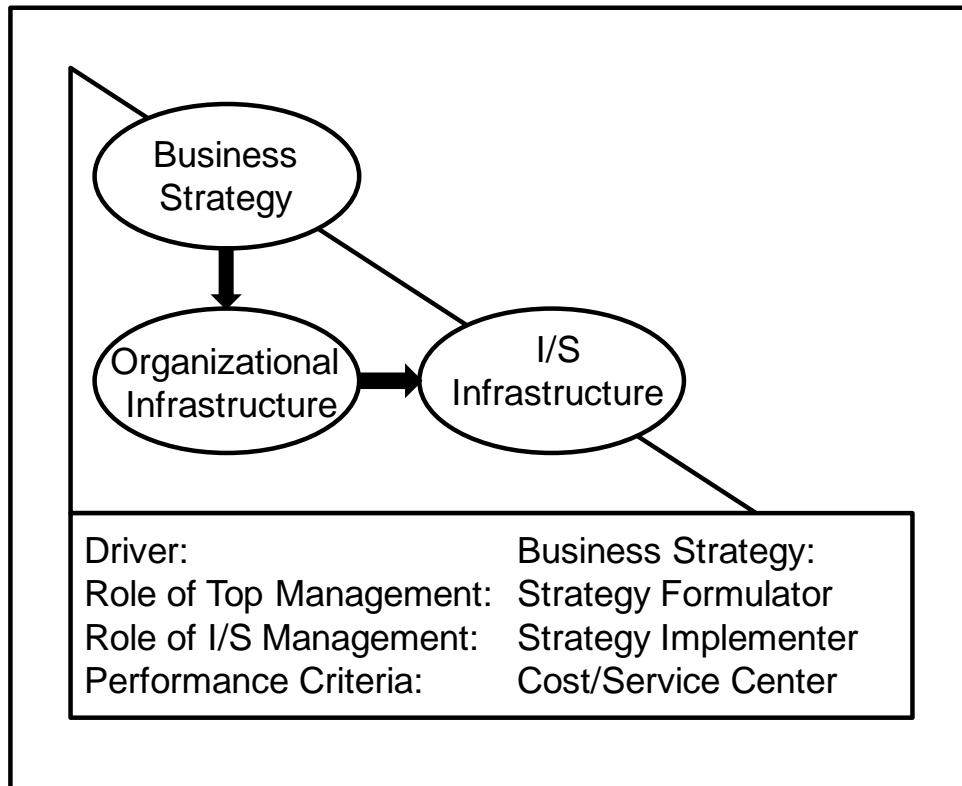 Business
Strategy
Organizational
Infrastructure
I/S
Infrastructure
Driver: Business Strategy:
Role of Top Management: Strategy Formulator
Role of I/S Management: Strategy Implementer
Performance Criteria: Cost/Service Center